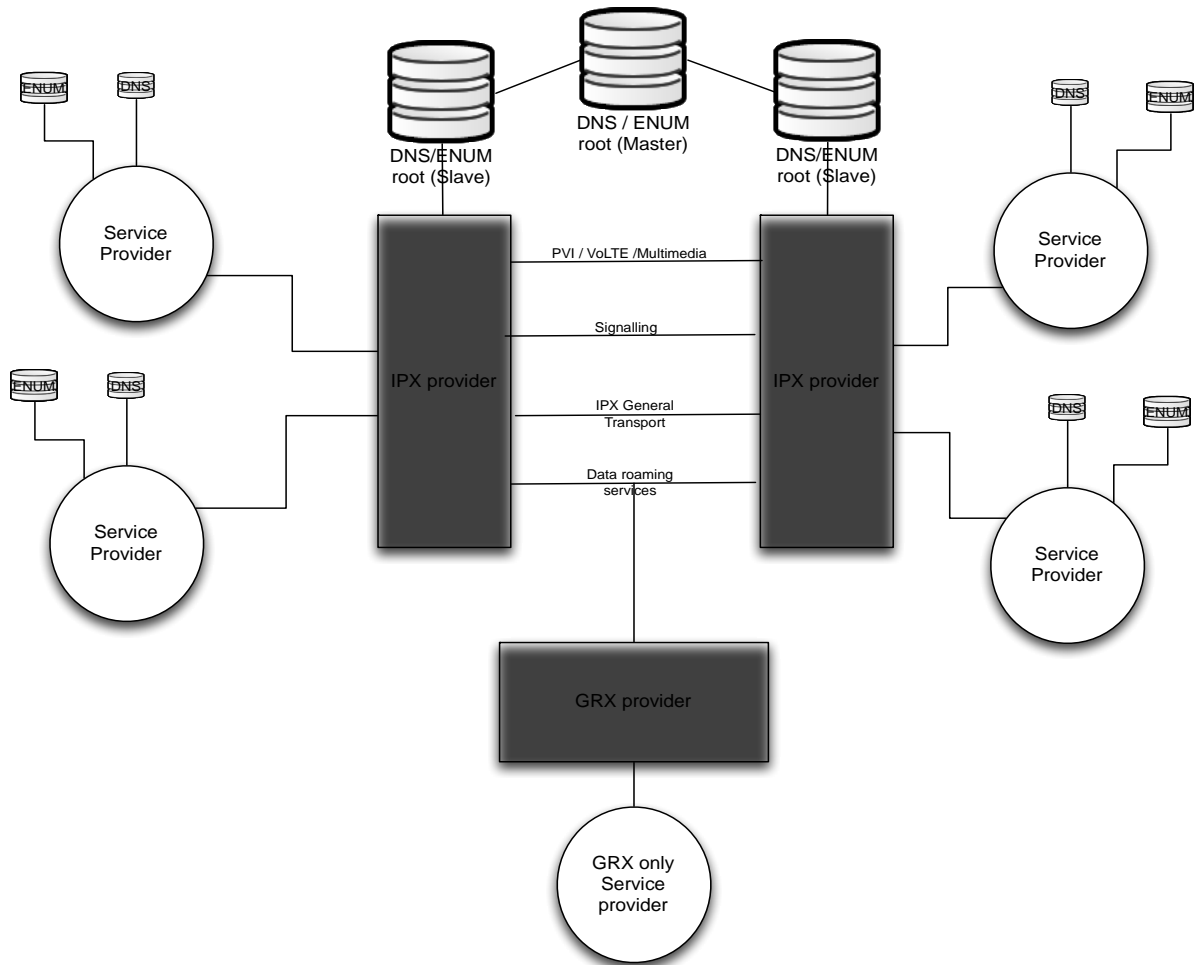 ENUM
DNS
DNS / ENUM
root (Master)
DNS/ENUM
root (Slave)
DNS/ENUM
root (Slave)
DNS
ENUM
Service
Provider
Service
Provider
PVI / VoLTE /Multimedia
Signalling
IPX provider
IPX provider
ENUM
DNS
IPX General
Transport
DNS
ENUM
Data roaming
services
Service
Provider
Service
Provider
GRX provider
GRX only
Service
provider